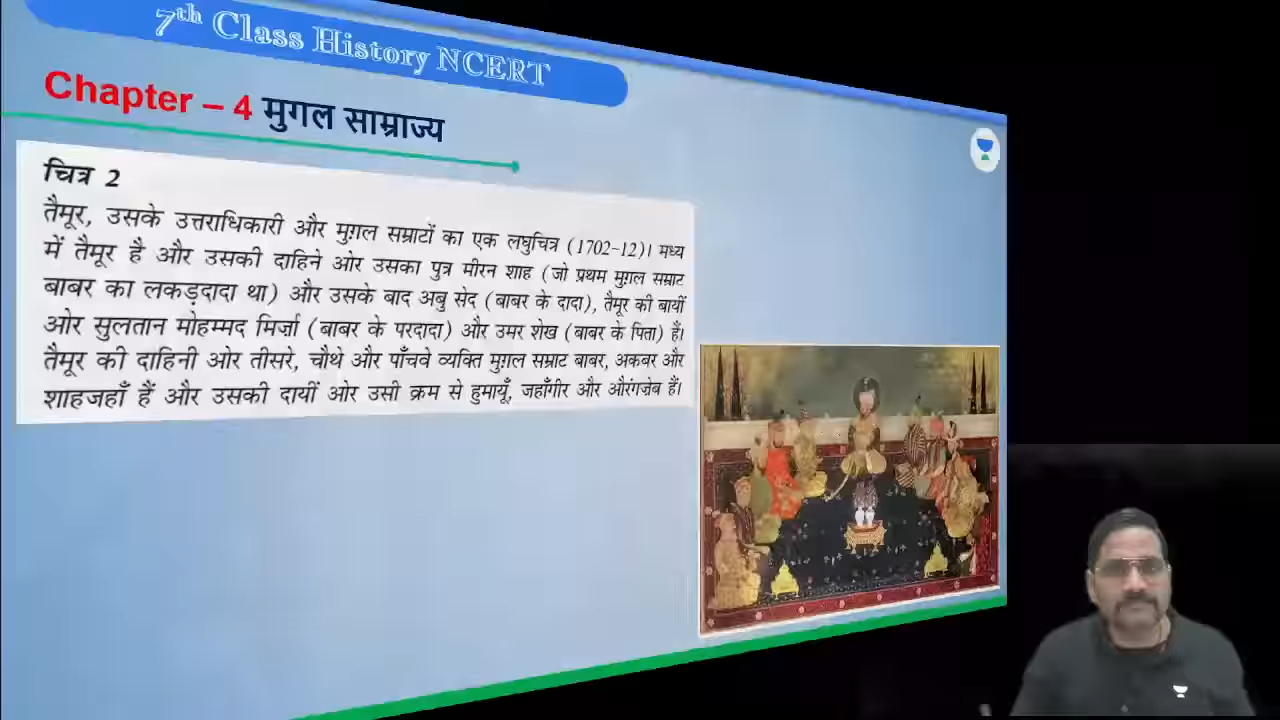 7th Class History NCERT
Chapter – 4 मुगल साम्राज्य
चित्र 2
तैमूर, उसके उत्तराधिकारी और मुग़ल सम्राटों का एक लघुचित्र (1702-12)। मध्य
में तैमूर है और उसकी दाहिने ओर उसका पुत्र मीरन शाह (जो प्रथम मुग़ल सम्राट
बाबर का लकड़दादा था) और उसके बाद अबु सेद (बाबर के दादा), तैमूर की बायीं
ओर सुलतान मोहम्मद मिर्ज़ा (बाबर के परदादा) और उमर शेख (बाबर के पिता) हैं।
तैमूर की दाहिनी ओर तीसरे, चौथे और पाँचवे व्यक्ति मुग़ल सम्राट बाबर, अकबर और
शाहजहाँ हैं और उसकी दायीं ओर उसी क्रम से हुमायूँ, जहाँगीर और औरंगज़ेब हैं।